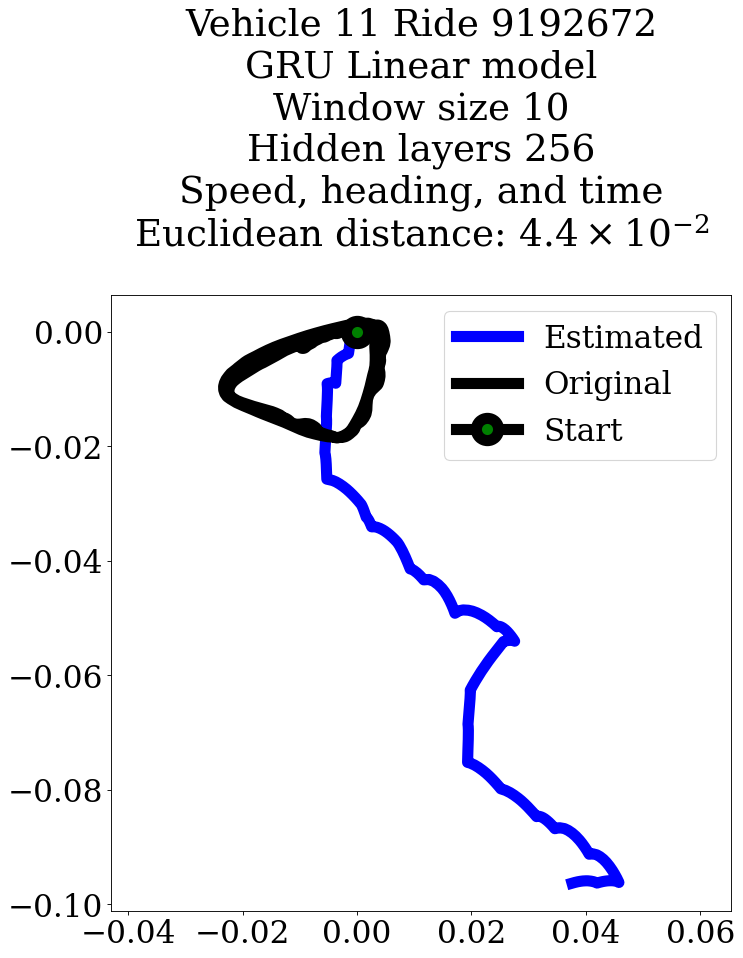 Vehicle 11 Ride 9192672
GRU Linear model
Window size 10
Hidden layers 256
Speed, heading, and time
Euclidean distance: 4.4 × 10⁻²
Estimated
Original
Start
0.00
−0.02
−0.04
−0.06
−0.08
−0.10
−0.04 −0.02 0.00 0.02 0.04 0.06